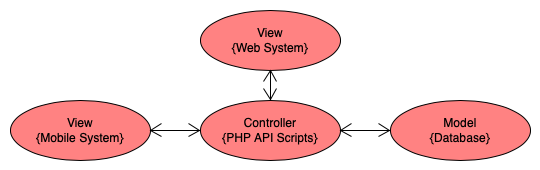 View
{Web System}
View
{Mobile System}
Controller
{PHP API Scripts}
Model
{Database}